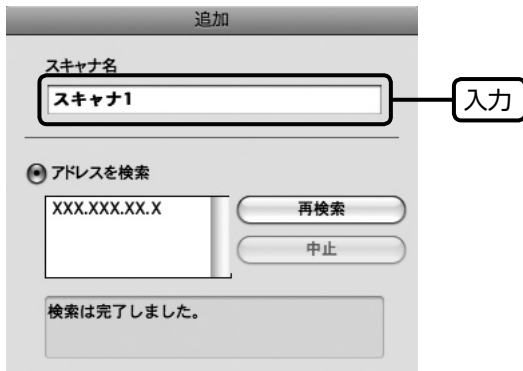 追加
スキャナ名
スキャナ1
入力
アドレスを検索
XXX.XXX.XX.X
再検索
中止
検索は完了しました。